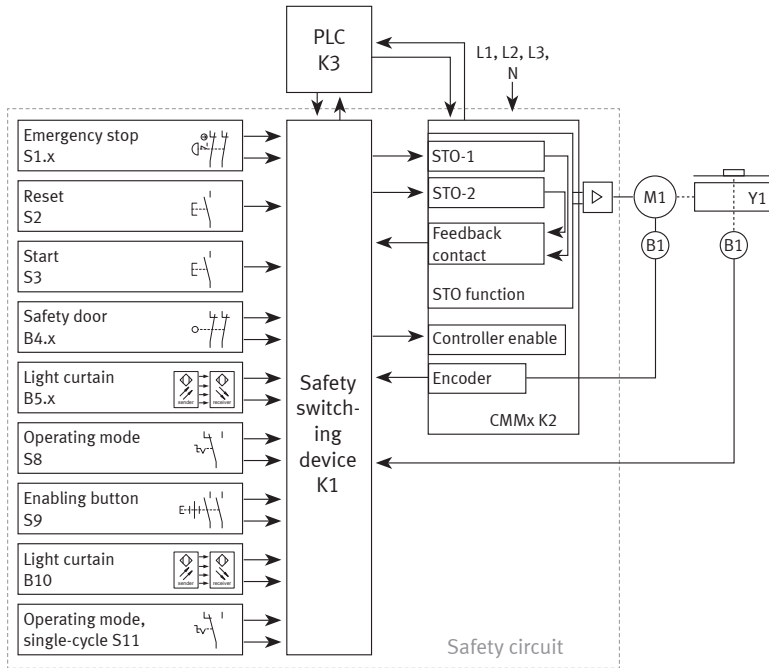 PLC
K3
L1, L2, L3,
N
Emergency stop
S1.x
Reset
S2
Start
S3
Safety door
B4.x
Light curtain
B5.x
sender
receiver
Operating mode
S8
Enabling button
S9
Light curtain
B10
sender
receiver
Operating mode,
single-cycle S11
Safety
switch-
ing
device
K1
STO-1
STO-2
Feedback
contact
STO function
Controller enable
Encoder
CMMx K2
M1
Y1
B1
B1
Safety circuit